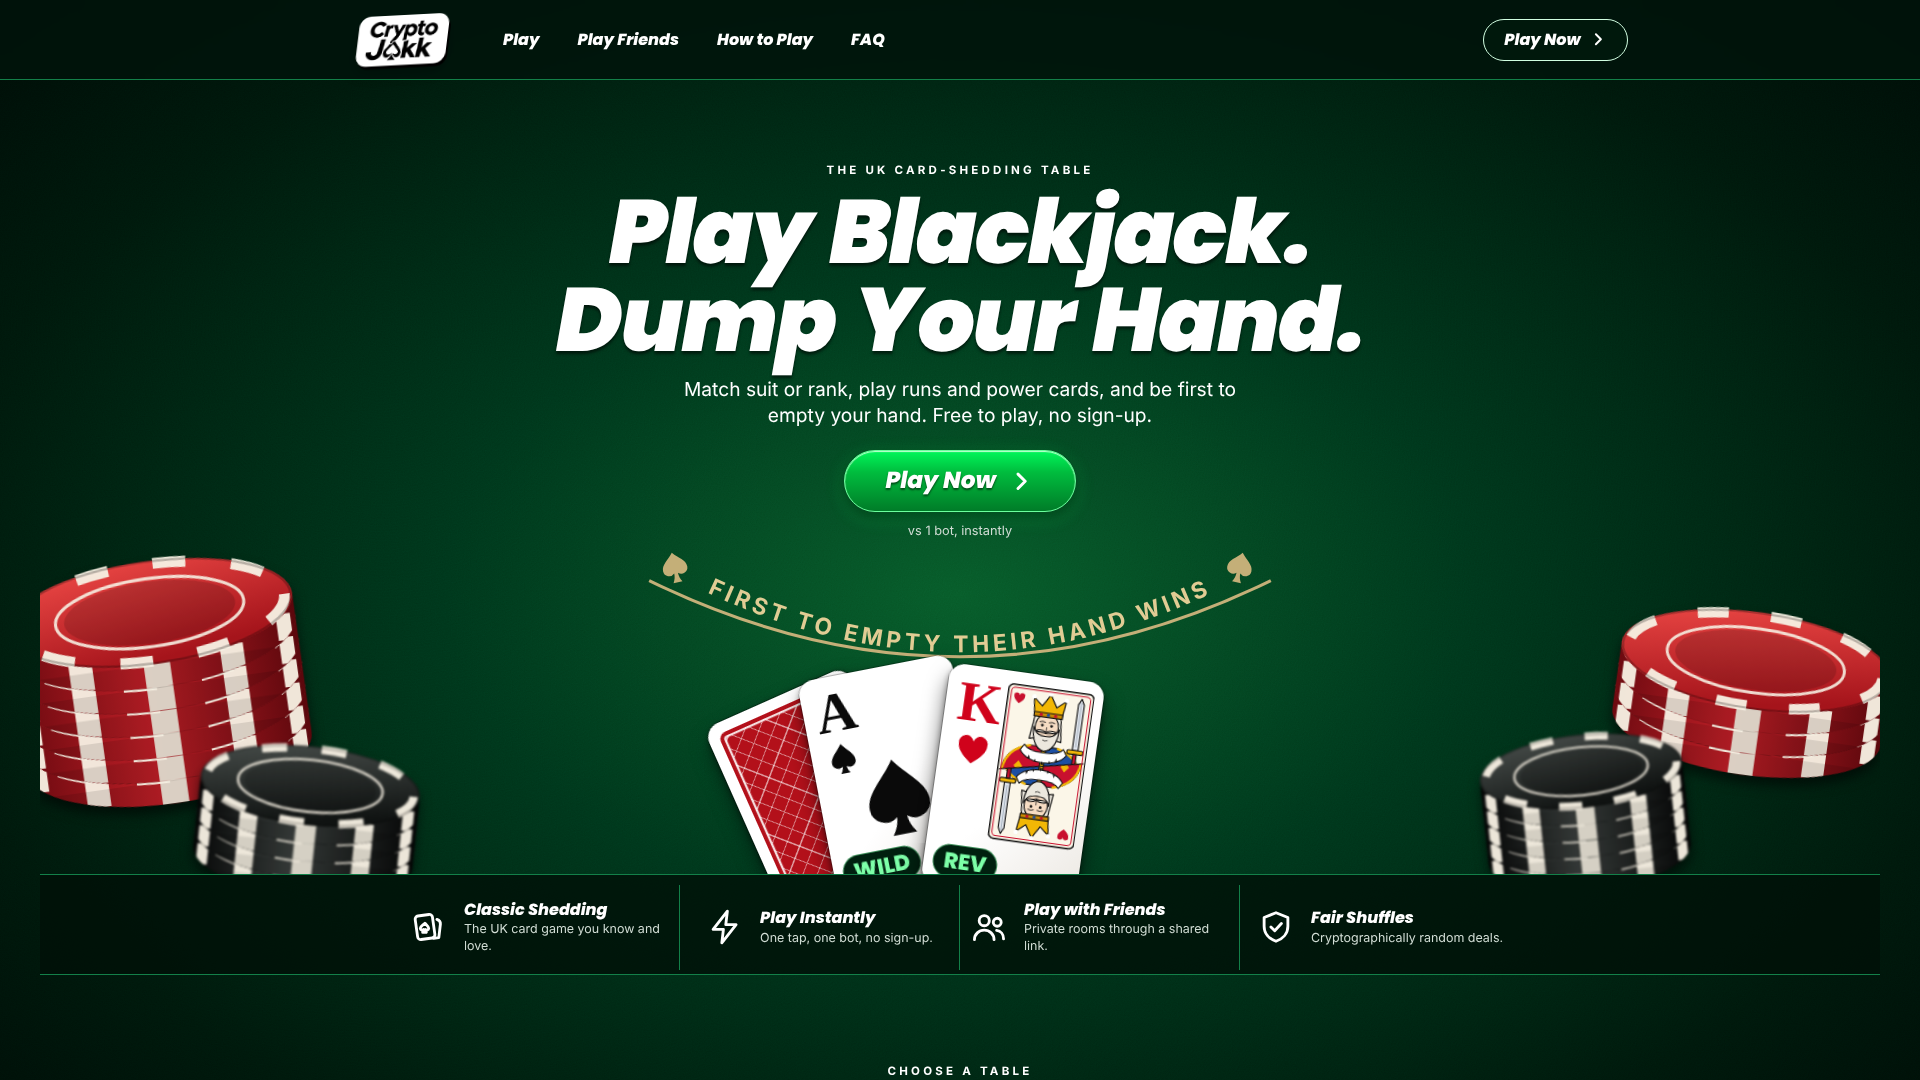 Crypto
Jokk
Play
Play Friends
How to Play
FAQ
Play Now
THE UK CARD-SHEDDING TABLE
Play Blackjack.
Dump Your Hand.
Match suit or rank, play runs and power cards, and be first to
empty your hand. Free to play, no sign-up.
Play Now
vs 1 bot, instantly
FIRST TO EMPTY THEIR HAND WINS
A
K
WILD
REV
Classic Shedding
The UK card game you know and
love.
Play Instantly
One tap, one bot, no sign-up.
Play with Friends
Private rooms through a shared
link.
Fair Shuffles
Cryptographically random deals.
CHOOSE A TABLE